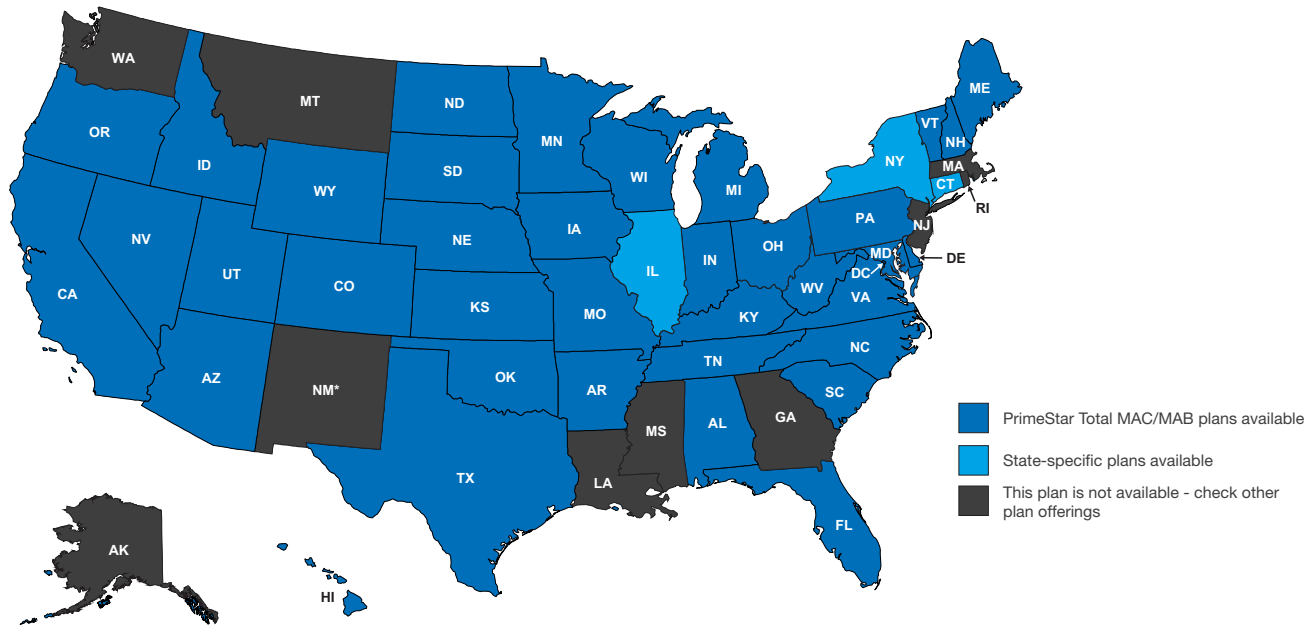 WA
MT
ND
MN
ME
VT
NH
OR
ID
SD
WI
MI
NY
MA
CT
RI
WY
NE
IA
PA
NJ
NV
UT
CO
IL
IN
OH
MD
DE
DC
CA
KS
MO
WV
VA
KY
AZ
NM*
OK
AR
TN
NC
SC
MS
AL
GA
TX
LA
FL
AK
HI
PrimeStar Total MAC/MAB plans available
State-specific plans available
This plan is not available - check other
plan offerings